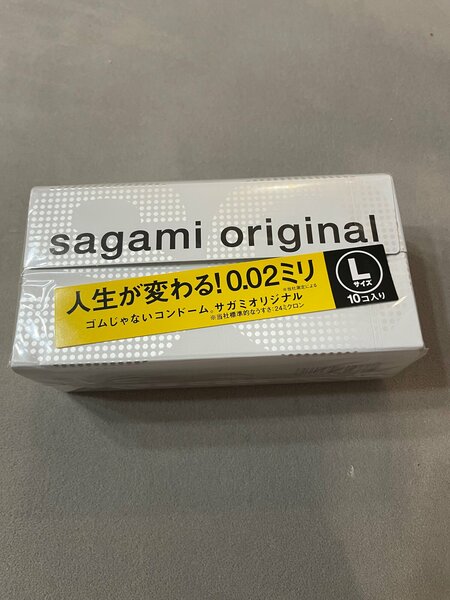 sagami original
人生が変わる!0.02ミリ
※当社測定による
ゴムじゃないコンドーム。サガミオリジナル
※当社標準的なうすさ:24ミクロン
L
サイズ
10コ入り